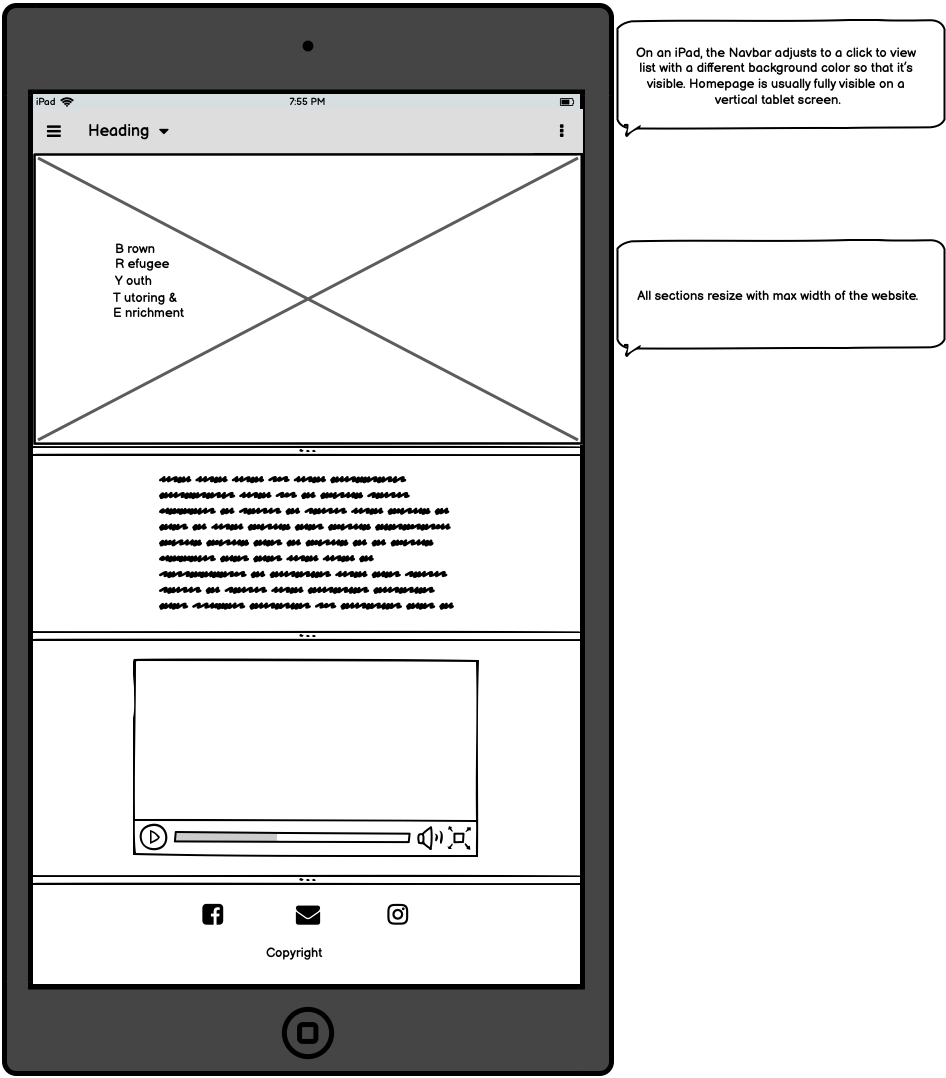 iPad
7:55 PM
Heading
B rown
R efugee
Y outh
T utoring &
E nrichment
Copyright
On an iPad, the Navbar adjusts to a click to view
list with a different background color so that it's
visible. Homepage is usually fully visible on a
vertical tablet screen.
All sections resize with max width of the website.